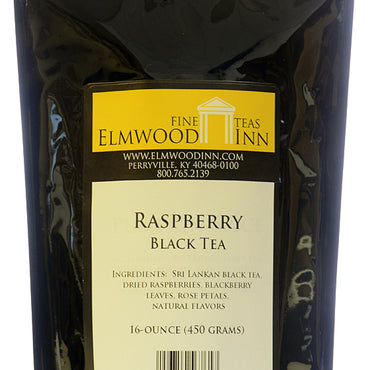 FINE TEAS
ELMWOOD INN
WWW.ELMWOODINN.COM
PERRYVILLE, KY 40468-0100
800.765.2139
RASPBERRY
BLACK TEA
INGREDIENTS: SRI LANKAN BLACK TEA,
DRIED RASPBERRIES, BLACKBERRY
LEAVES, ROSE PETALS,
NATURAL FLAVORS
16-OUNCE (450 GRAMS)